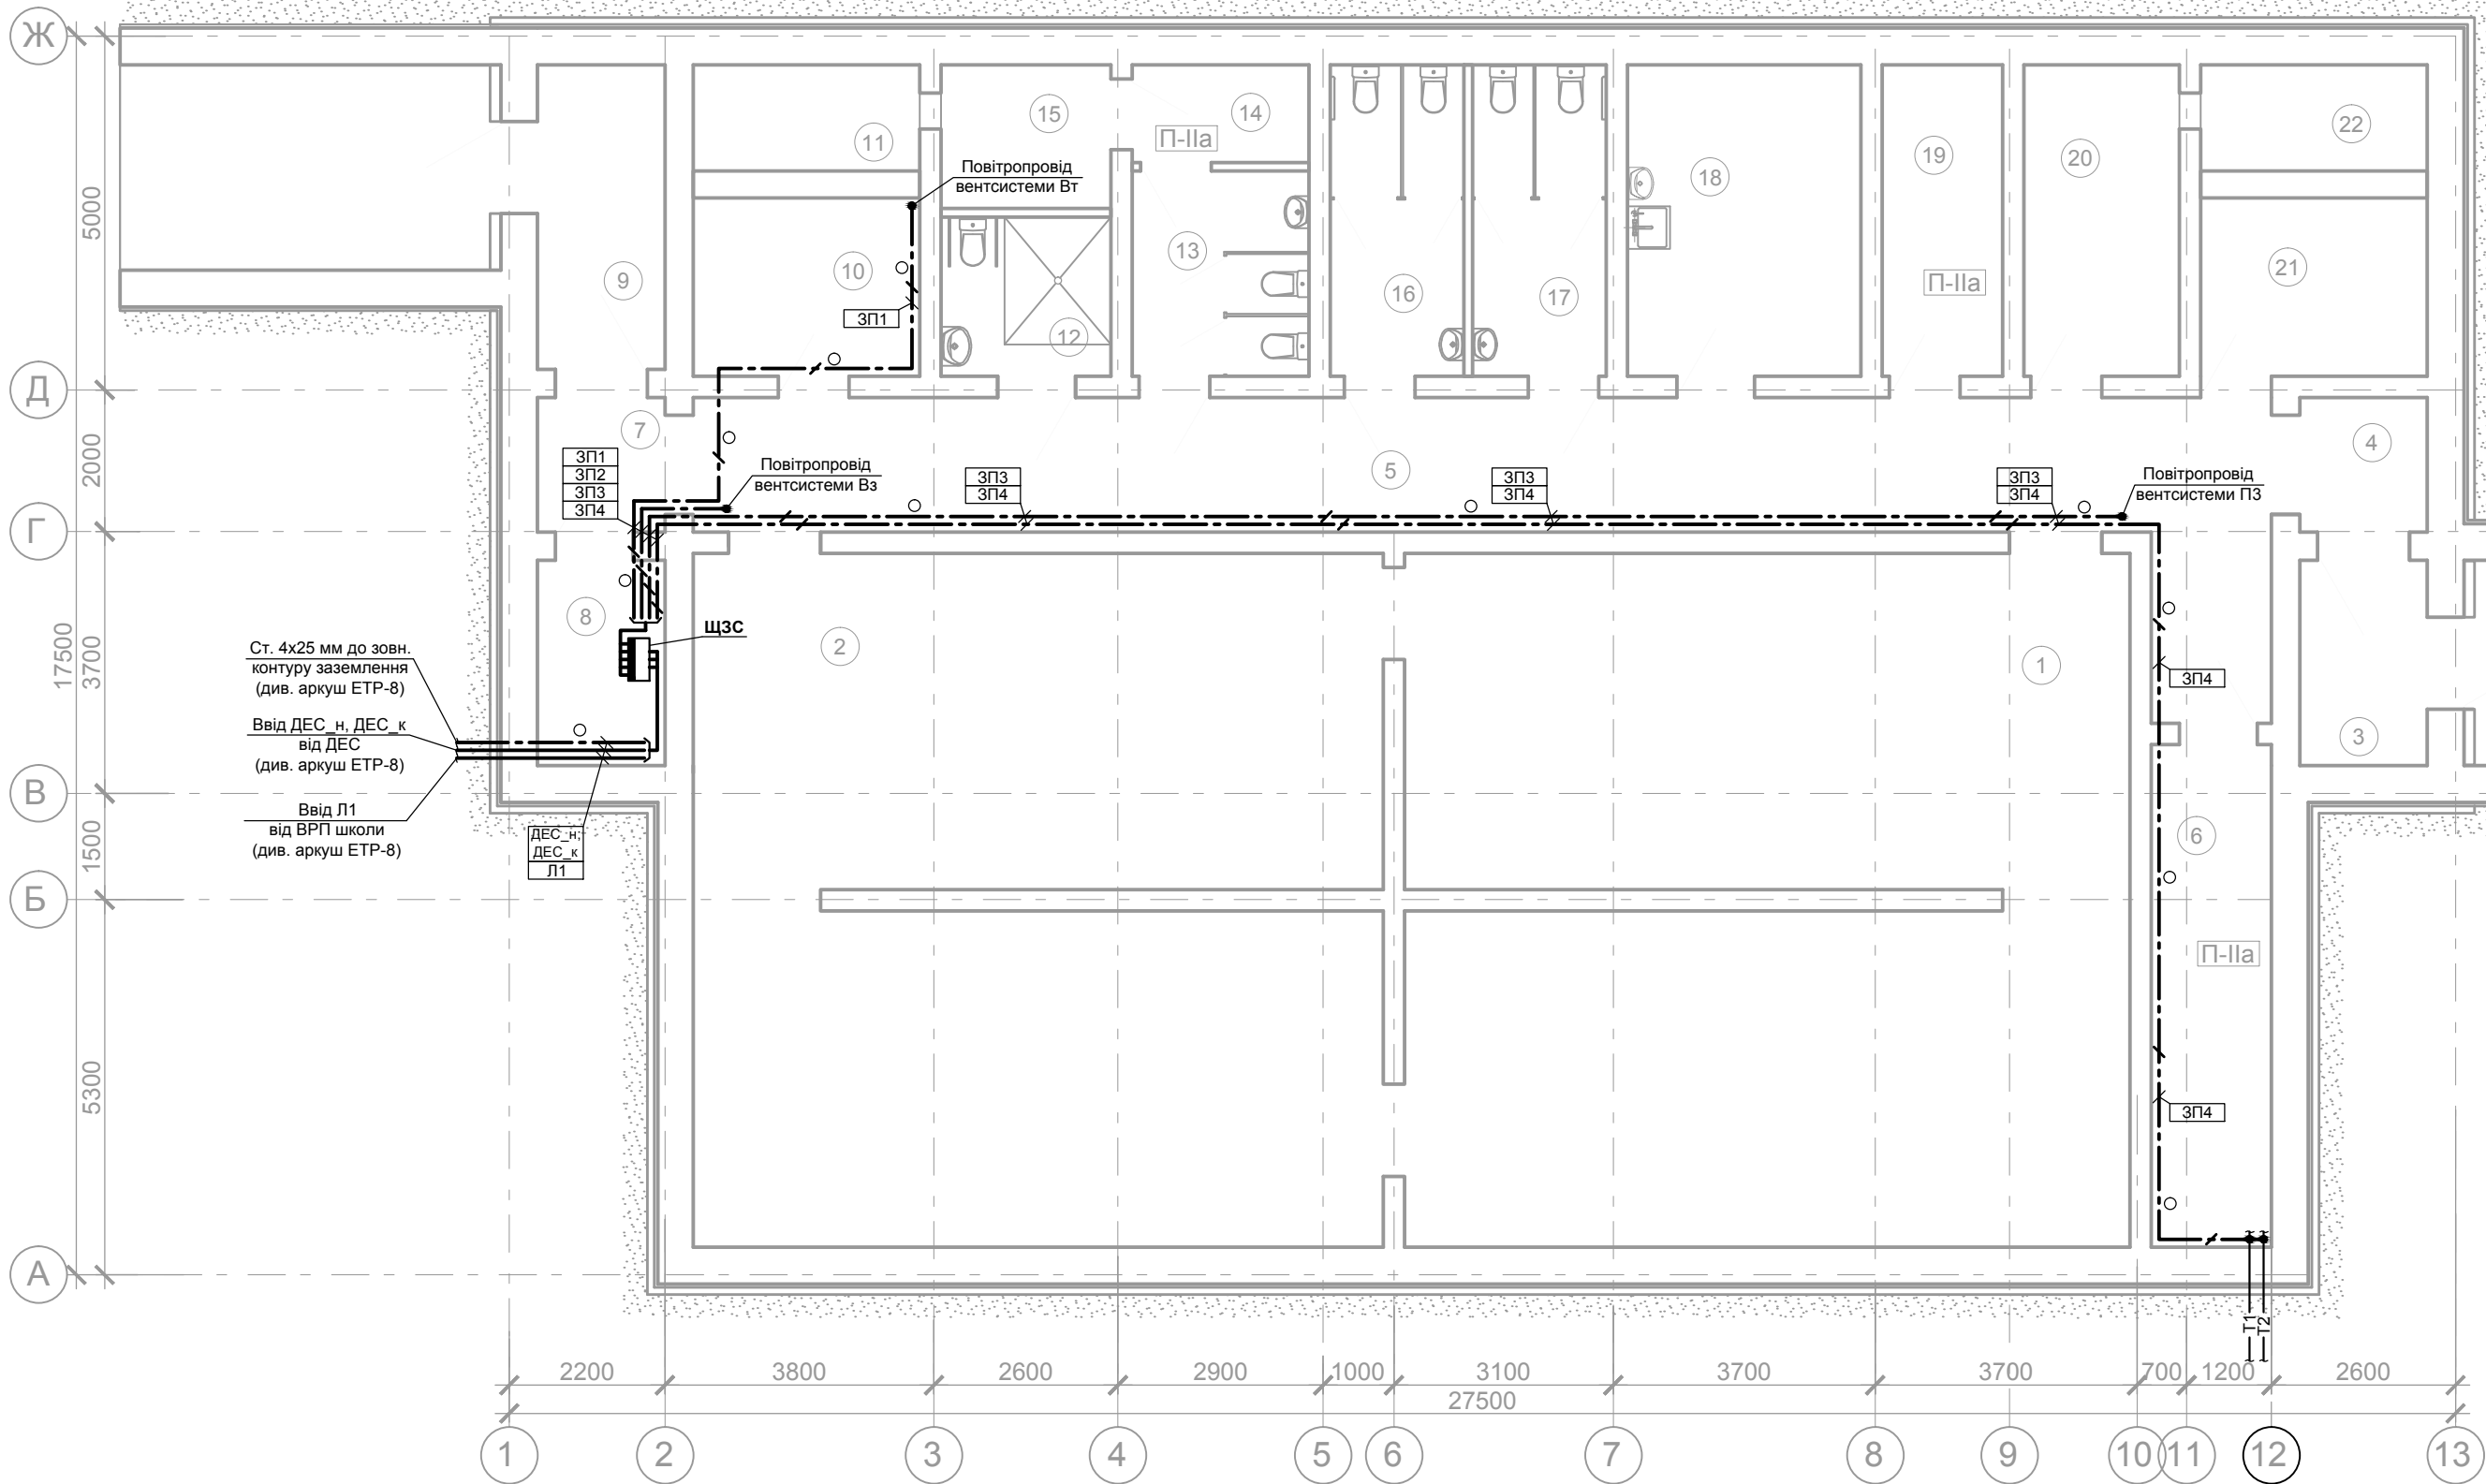 Ж
15
14
11
22
П-IIа
19
20
18
Повітропровід
вентсистеми Вт
5000
13
10
21
9
П-IIа
16
17
ЗП1
12
Д
7
4
ЗП1
ЗП2
ЗП3
ЗП4
2000
Повітропровід
вентсистеми Вз
ЗП3
ЗП4
5
ЗП3
ЗП4
ЗП3
ЗП4
Повітропровід
вентсистеми П3
Г
8
ЩЗС
2
1
17500
3700
Ст. 4х25 мм до зовн.
контуру заземлення
(див. аркуш ЕТР-8)
ЗП4
Ввід ДЕС_н, ДЕС_к
від ДЕС
(див. аркуш ЕТР-8)
3
В
Ввід Л1
від ВРП школи
(див. аркуш ЕТР-8)
ДЕС_н;
ДЕС_к
Л1
1500
6
Б
П-IIа
5300
ЗП4
А
Т1
Т2
2200
3800
2600
2900
1000
3100
3700
3700
700
1200
2600
27500
1
2
3
4
5
6
7
8
9
10
11
12
13